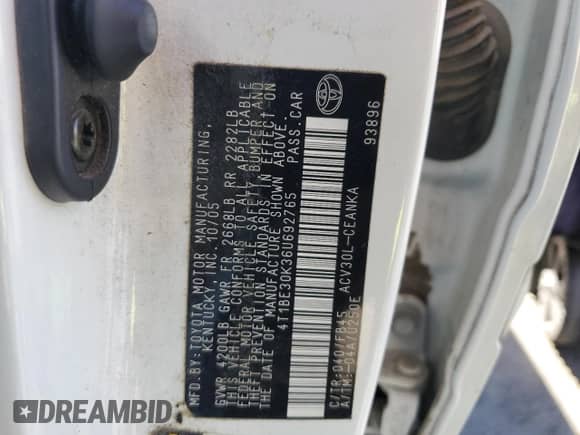 MFD.BY:TOYOTA MOTOR MANUFACTURING,
KENTUCKY, INC. 10/05
GVWR 4200LB GAWR FR 2668LB RR 2282LB
THIS VEHICLE CONFORMS TO ALL APPLICABLE
FEDERAL MOTOR VEHICLE SAFETY, BUMPER, AND
THEFT PREVENTION STANDARDS IN EFFECT ON
THE DATE OF MANUFACTURE SHOWN ABOVE.
4T1BE30K36U692765 PASS.CAR
C/TR:040/FB45 ACV30L-CEANKA
A/TM:-04A/U250E 93896
DREAMBID